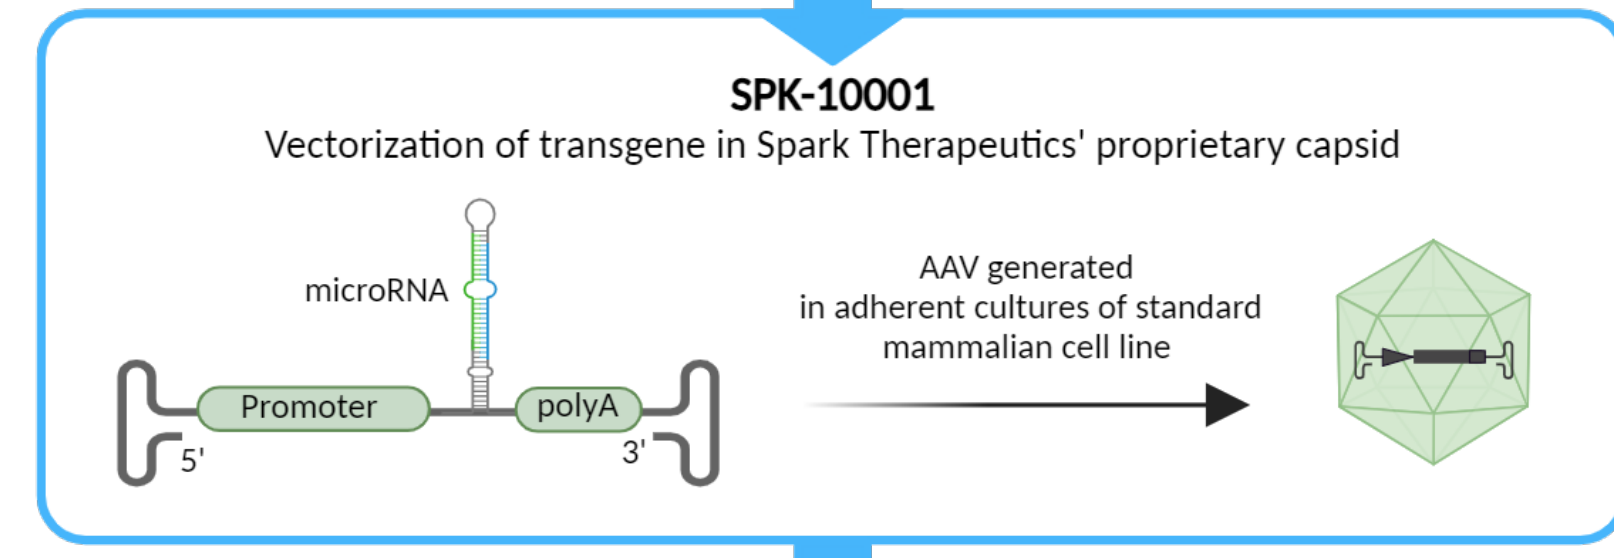 SPK-10001
Vectorization of transgene in Spark Therapeutics' proprietary capsid
microRNA
Promoter
polyA
5'
3'
AAV generated
in adherent cultures of standard
mammalian cell line